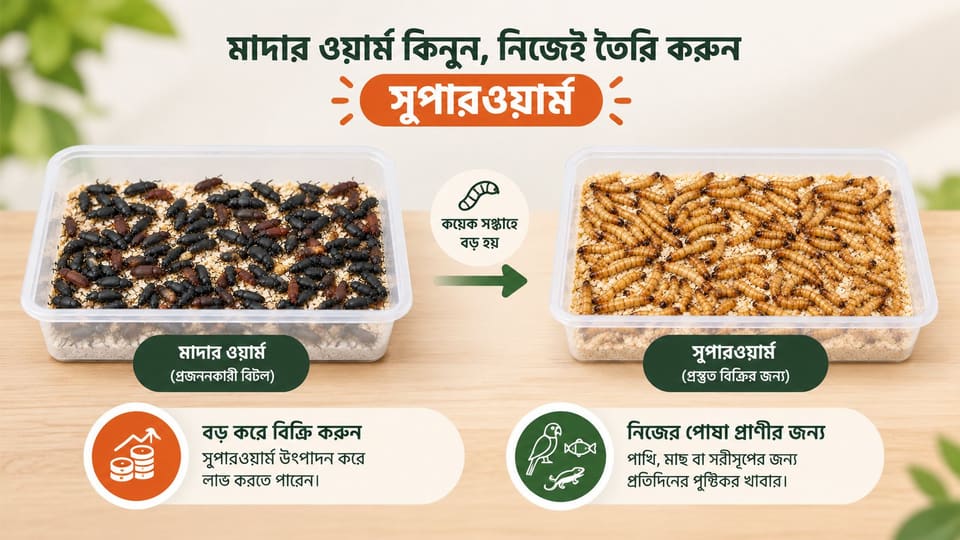 মাদার ওয়ার্ম কিনুন, নিজেই তৈরি করুন
সুপারওয়ার্ম
কয়েক সপ্তাহে
বড় হয়
মাদার ওয়ার্ম
(প্রজননকারী বিটল)
সুপারওয়ার্ম
(প্রস্তুত বিক্রির জন্য)
বড় করে বিক্রি করুন
সুপারওয়ার্ম উৎপাদন করে
লাভ করতে পারেন।
নিজের পোষা প্রাণীর জন্য
পাখি, মাছ বা সরীসৃপের জন্য
প্রতিদিনের পুষ্টিকর খাবার।